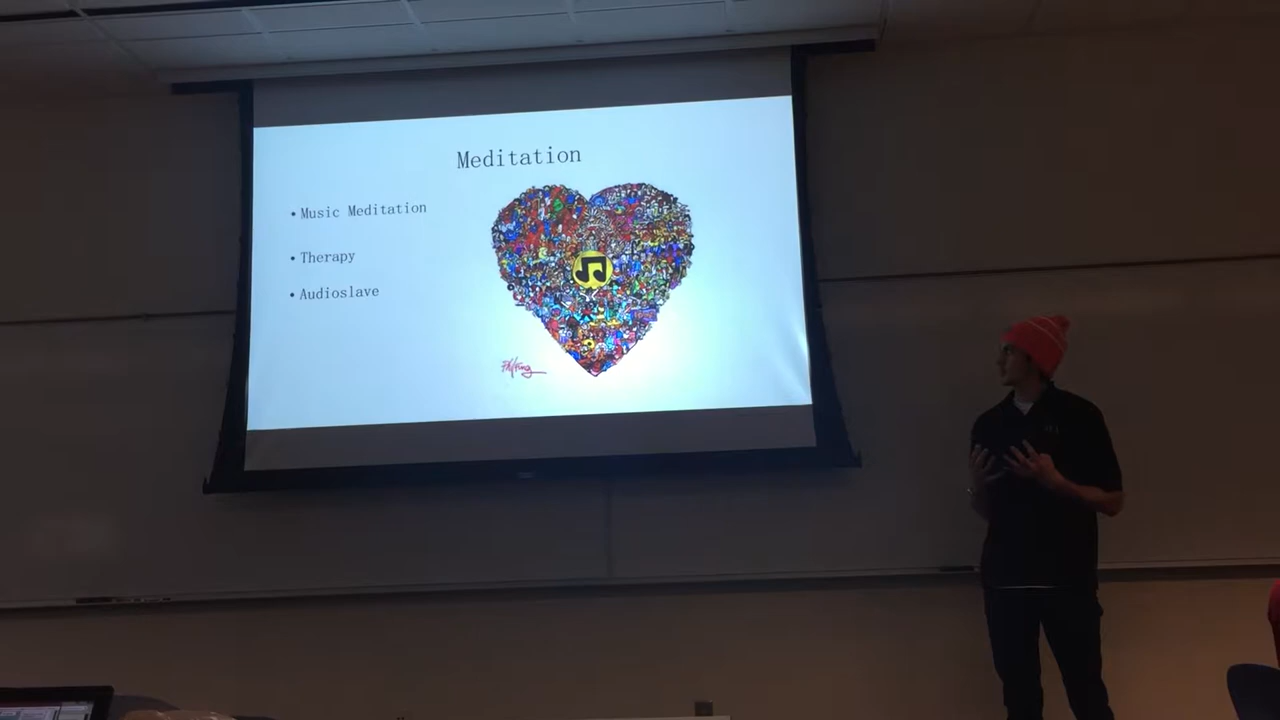 Meditation
• Music Meditation
• Therapy
• Audioslave